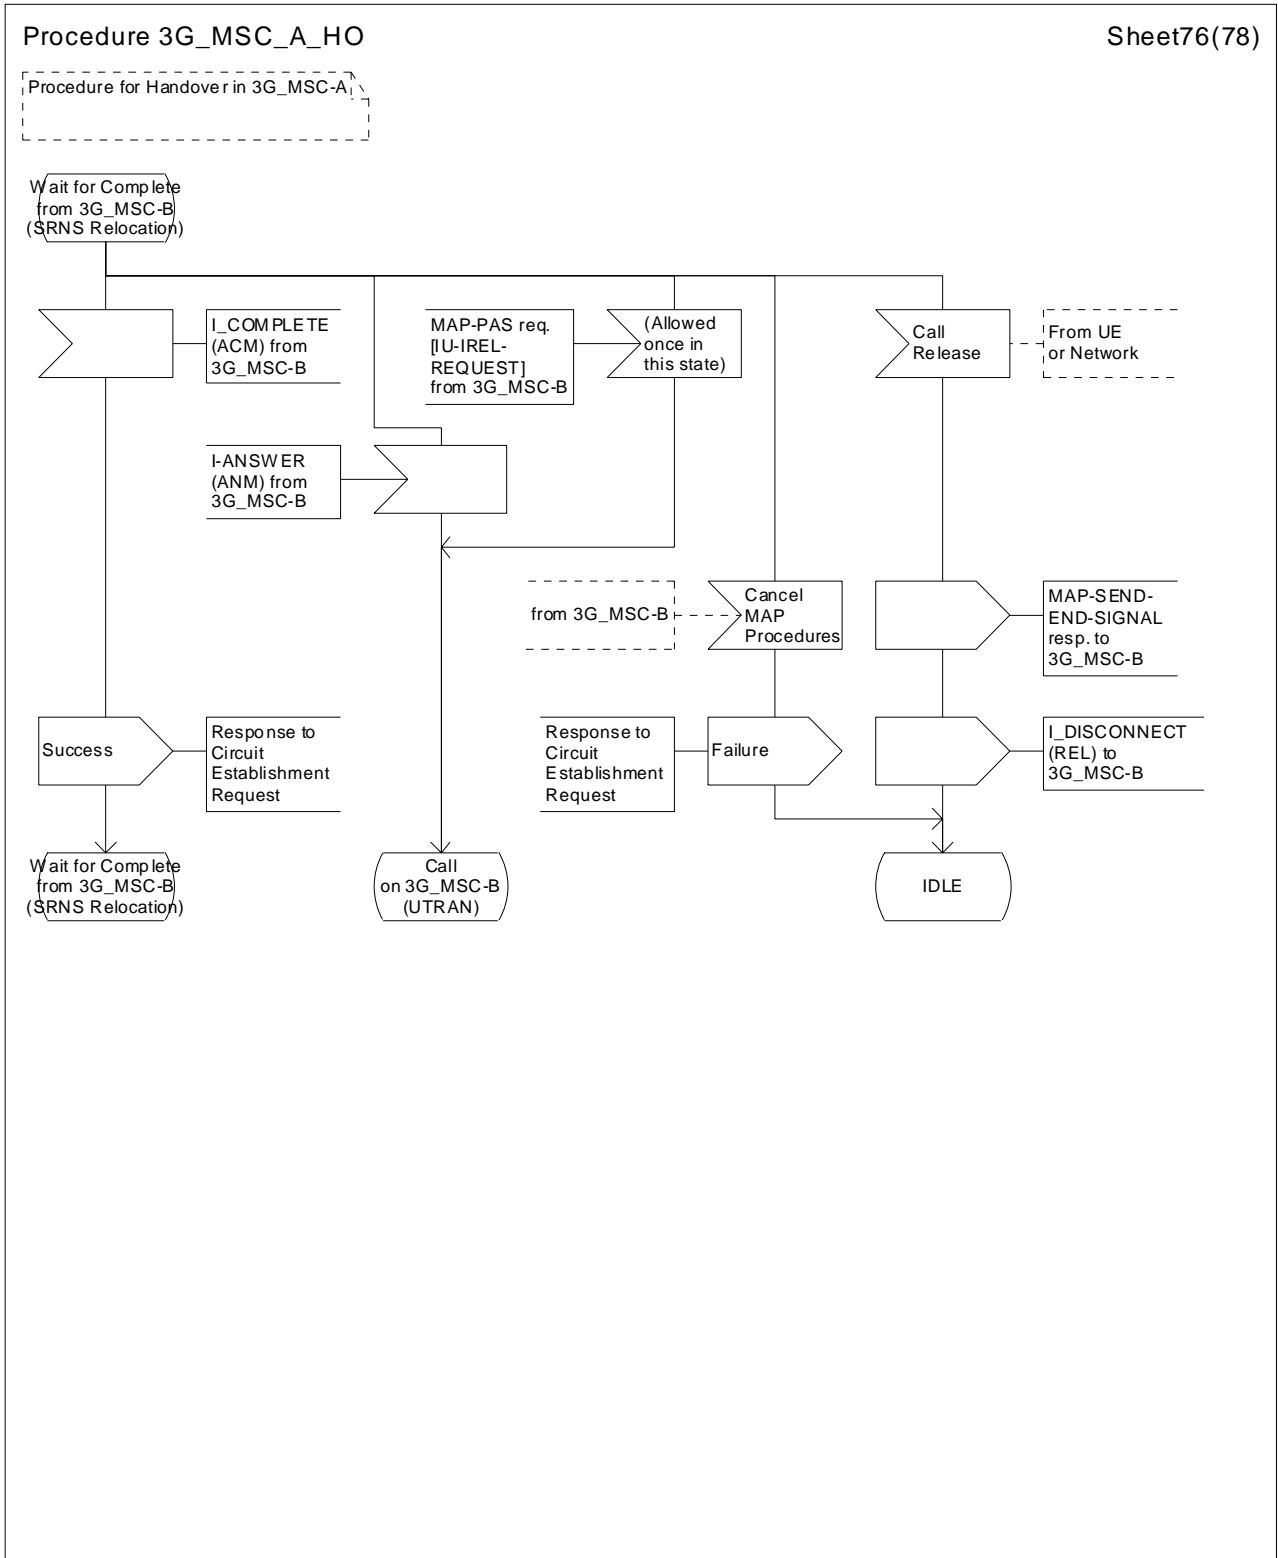 Procedure 3G_MSC_A_HO
Sheet76(78)
Procedure for Handover in 3G_MSC-A
Wait for Complete
from 3G_MSC-B
(SRNS Relocation)
I_COMPLETE
(ACM) from
3G_MSC-B
MAP-PAS req.
[IU-IREL-
REQUEST]
from 3G_MSC-B
(Allowed
once in
this state)
Call
Release
From UE
or Network
I-ANSWER
(ANM) from
3G_MSC-B
from 3G_MSC-B
Cancel
MAP
Procedures
MAP-SEND-
END-SIGNAL
resp. to
3G_MSC-B
Success
Response to
Circuit
Establishment
Request
Response to
Circuit
Establishment
Request
Failure
I_DISCONNECT
(REL) to
3G_MSC-B
Wait for Complete
from 3G_MSC-B
(SRNS Relocation)
Call
on 3G_MSC-B
(UTRAN)
IDLE